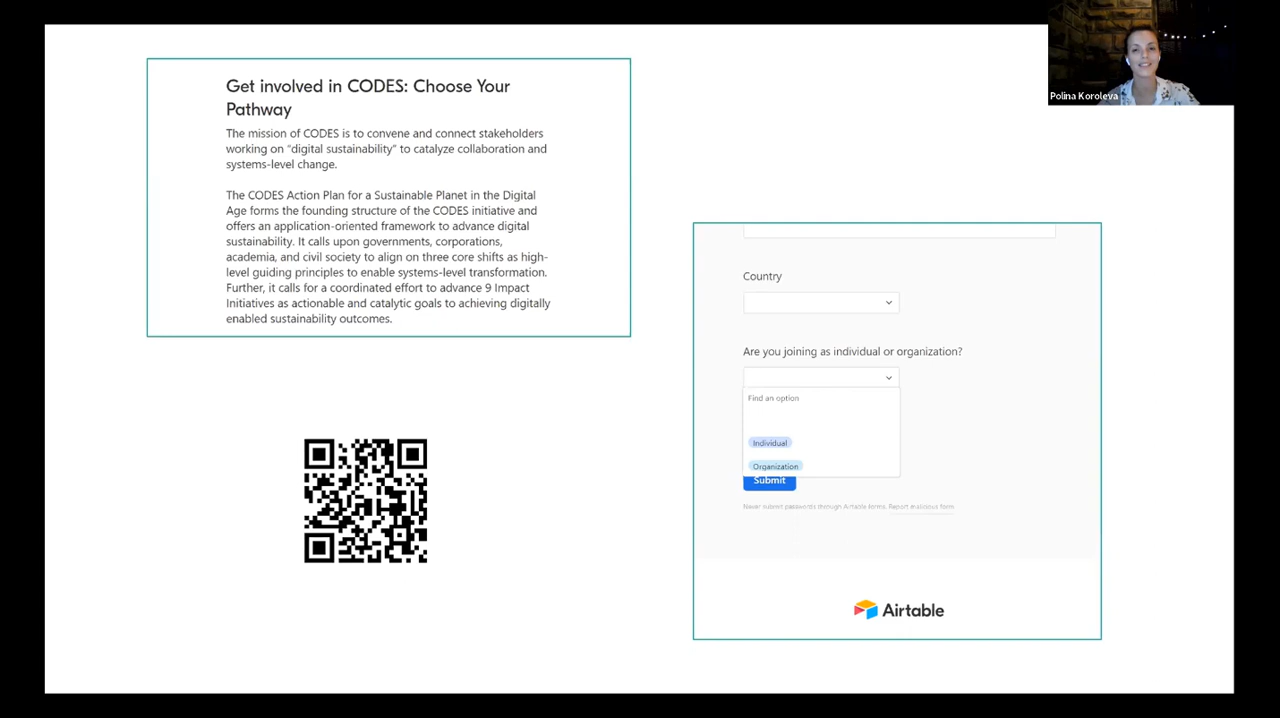 Get involved in CODES: Choose Your
Pathway
The mission of CODES is to convene and connect stakeholders
working on “digital sustainability” to catalyze collaboration and
systems-level change.
The CODES Action Plan for a Sustainable Planet in the Digital
Age forms the founding structure of the CODES initiative and
offers an application-oriented framework to advance digital
sustainability. It calls upon governments, corporations,
academia, and civil society to align on three core shifts as high-
level guiding principles to enable systems-level transformation.
Further, it calls for a coordinated effort to advance 9 Impact
Initiatives as actionable and catalytic goals to achieving digitally
enabled sustainability outcomes.
Polina Koroleva
Country
Are you joining as individual or organization?
Find an option
Individual
Organization
Submit
Never submit passwords through Airtable forms. Report malicious form
Airtable